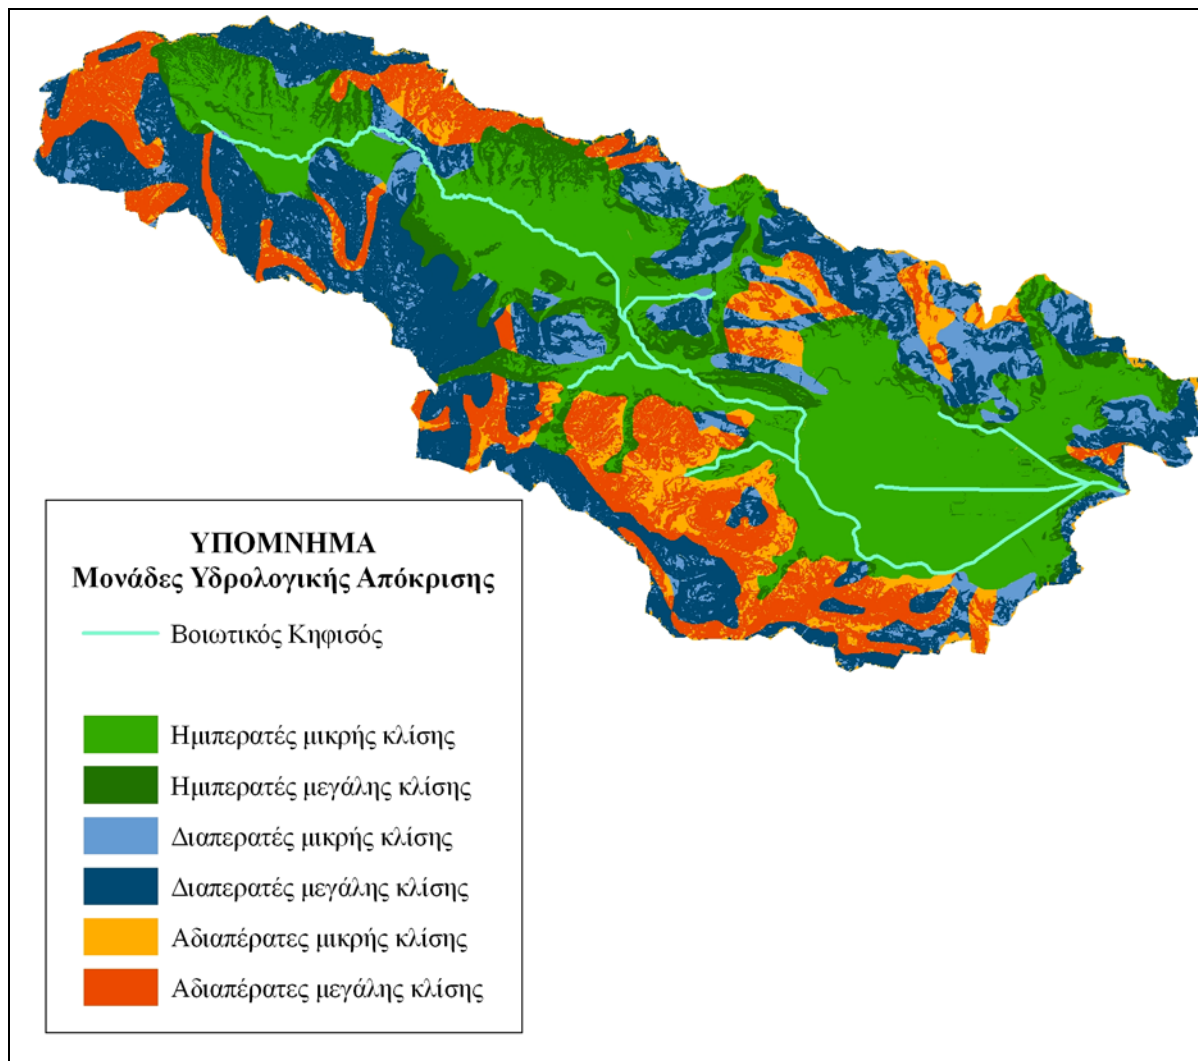 ΥΠΟΜΝΗΜΑ
Μονάδες Υδρολογικής Απόκρισης
Βοιωτικός Κηφισός
Ημιπερατές μικρής κλίσης
Ημιπερατές μεγάλης κλίσης
Διαπερατές μικρής κλίσης
Διαπερατές μεγάλης κλίσης
Αδιαπέρατες μικρής κλίσης
Αδιαπέρατες μεγάλης κλίσης